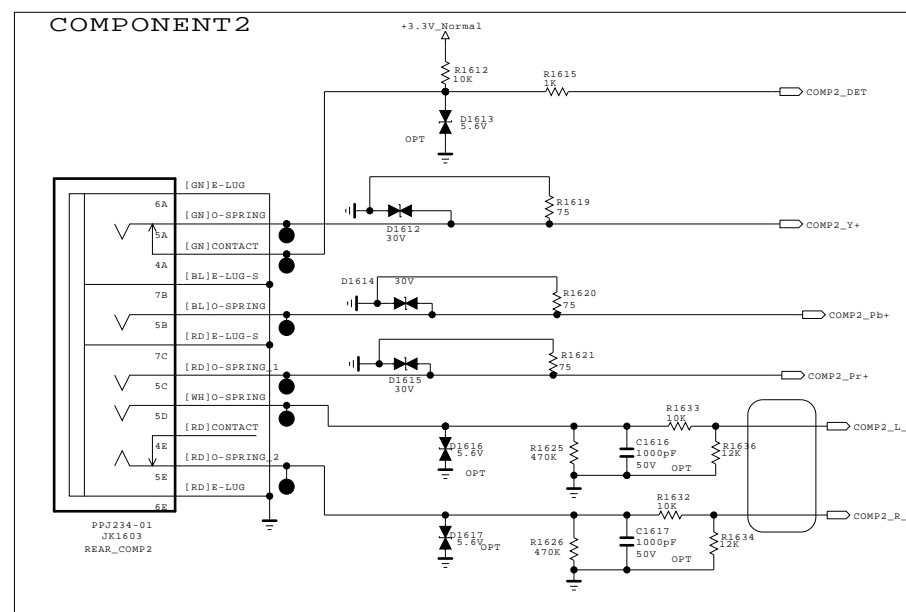 COMPONENT2
+3.3V_Normal
R1612
10K
R1615
1K
COMP2_DET
D1613
5.6V
OPT
[GN]E-LUG
6A
[GN]O-SPRING
5A
[GN]CONTACT
4A
R1619
75
D1612
30V
COMP2_Y+
[BL]E-LUG-S
7B
D1614
30V
R1620
75
[BL]O-SPRING
5B
COMP2_Pb+
[RD]E-LUG-S
7C
R1621
75
[RD]O-SPRING_1
5C
D1615
30V
COMP2_Pr+
[WH]O-SPRING
5D
R1633
10K
COMP2_L_
[RD]CONTACT
4E
D1616
5.6V
OPT
R1625
470K
C1616
1000pF
50V
OPT
R1636
12K
[RD]O-SPRING_2
5E
[RD]E-LUG
6E
R1632
10K
COMP2_R_
PPJ234-01
JK1603
REAR_COMP2
D1617
5.6V
OPT
R1626
470K
C1617
1000pF
50V
OPT
R1634
12K